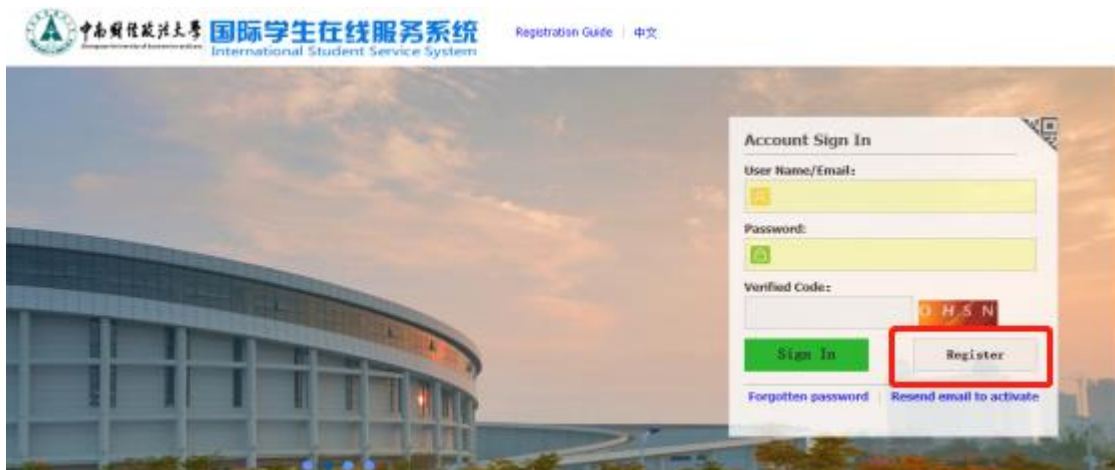 中南财经政法大学 国际学生在线服务系统 Registration Guide | 中文
International Student Service System
Account Sign In
User Name/Email:
Password:
Verified Code:
O H S N
Sign In Register
Forgotten password | Resend email to activate